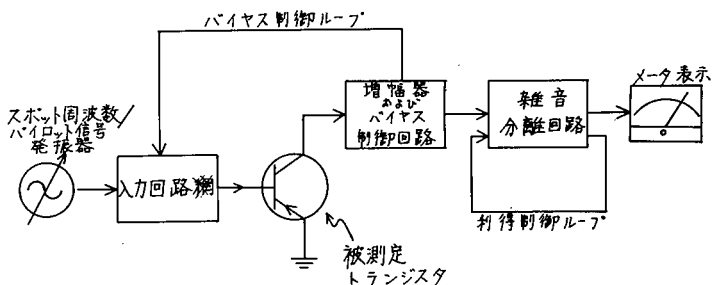 バイヤス制御ループ
増幅器
および
バイヤス
制御回路
雑音
分離回路
メータ表示
スポット周波数/
パイロット信号
発振器
入力回路網
利得制御ループ
被測定
トランジスタ